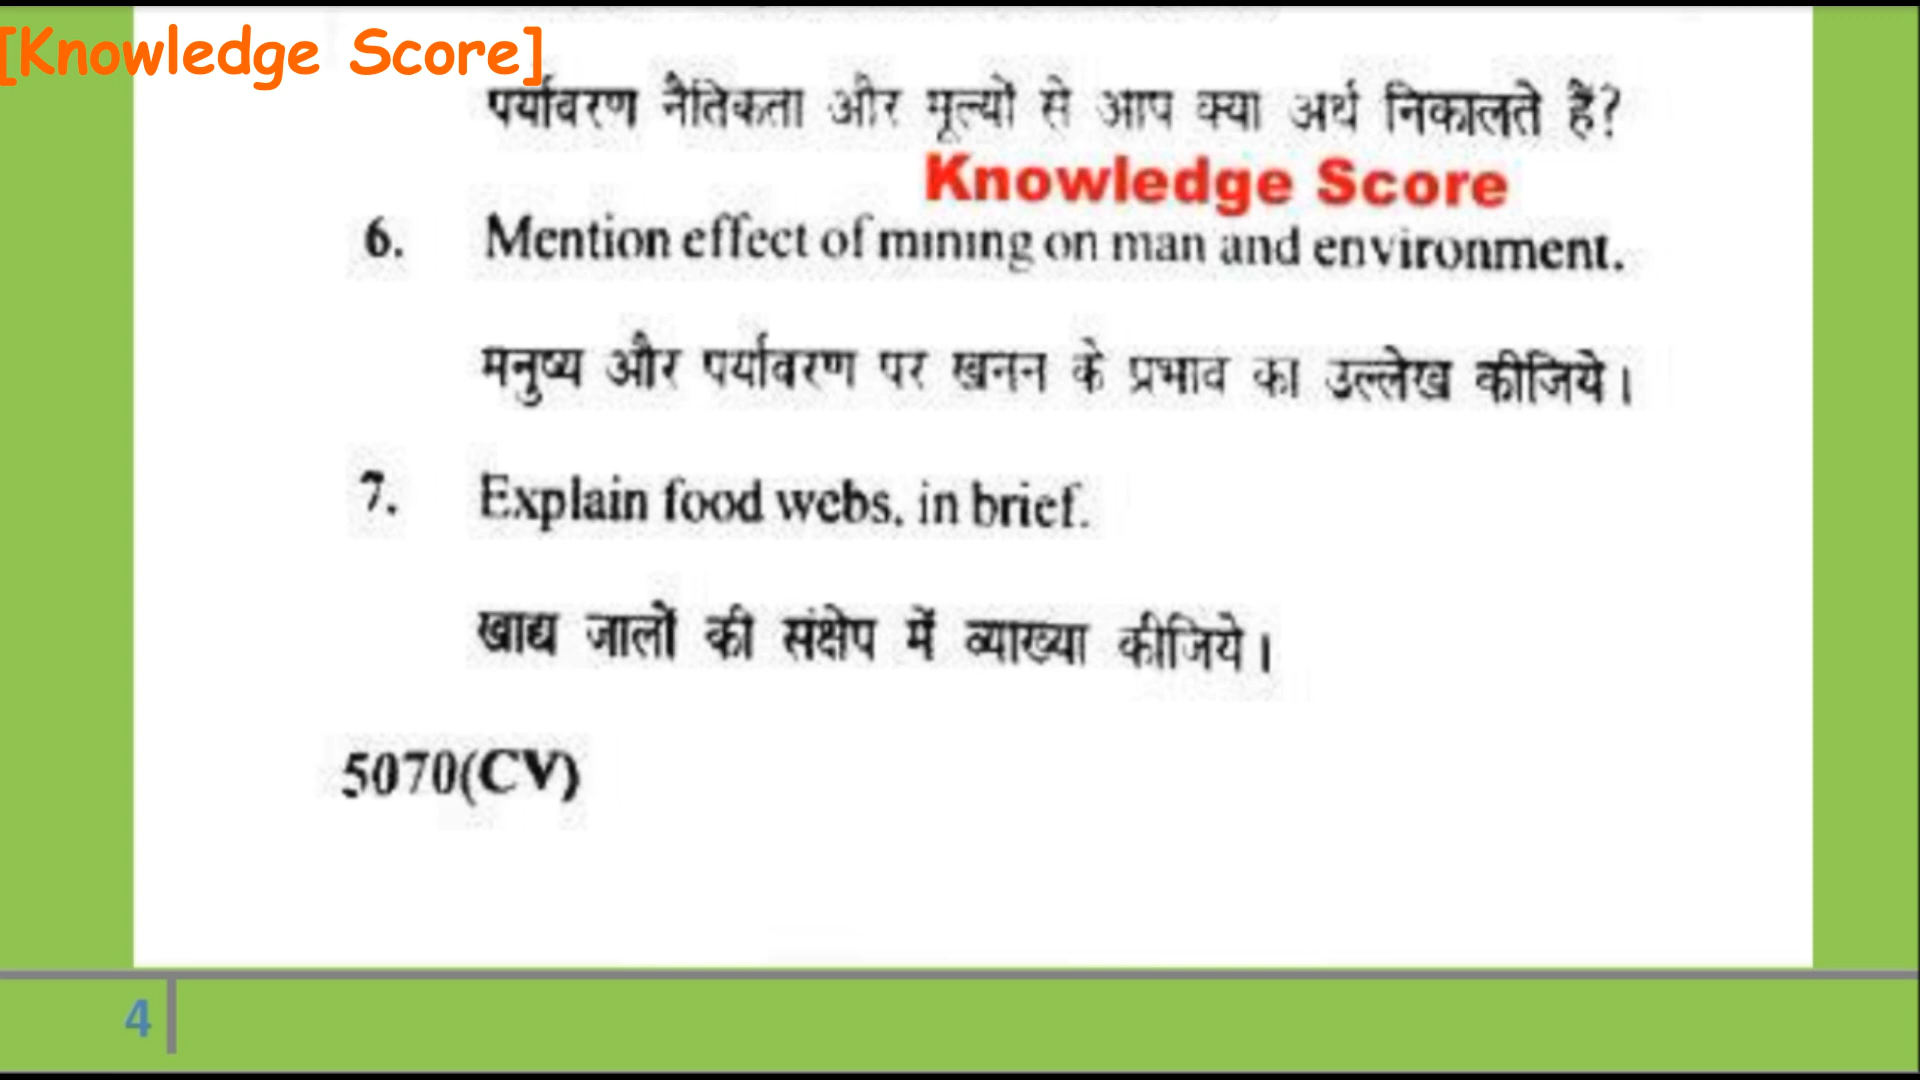 [Knowledge Score]
पर्यावरण नैतिकता और मूल्यों से आप क्या अर्थ निकालते हैं?
Knowledge Score
6. Mention effect of mining on man and environment.
मनुष्य और पर्यावरण पर खनन के प्रभाव का उल्लेख कीजिये।
7. Explain food webs, in brief.
खाद्य जालों की संक्षेप में व्याख्या कीजिये।
5070(CV)
4